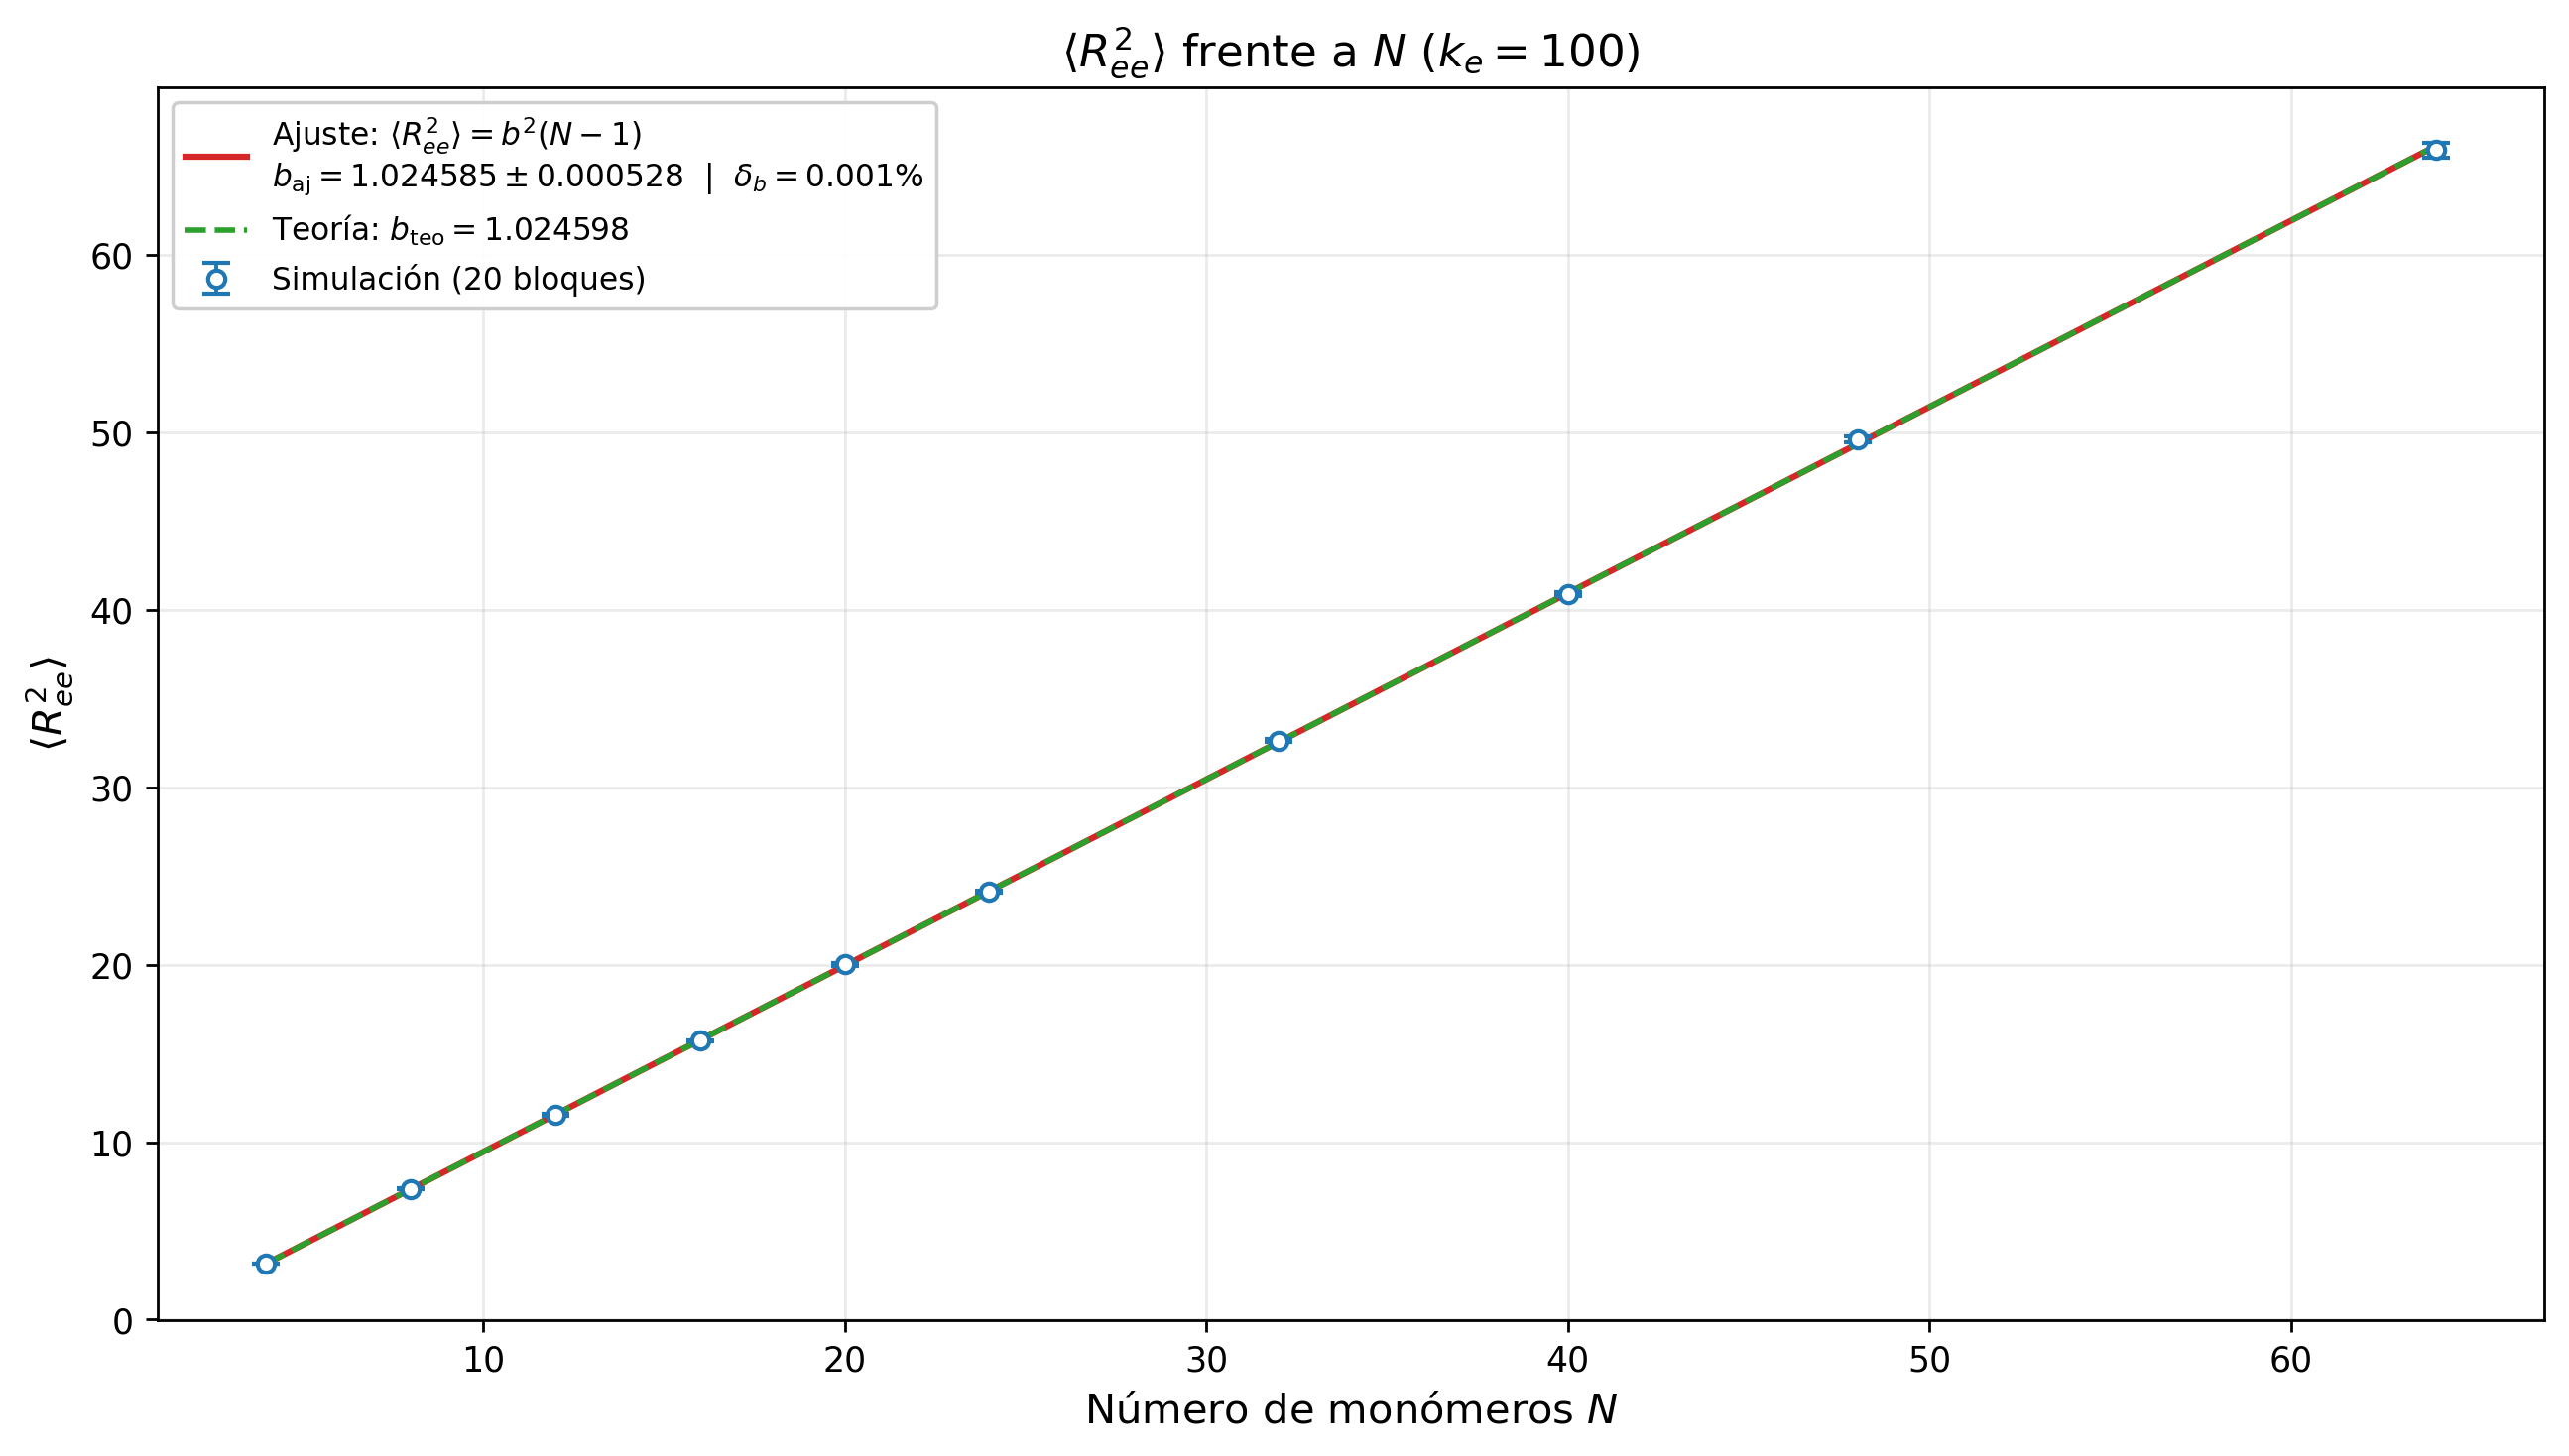 ⟨R²ₑₑ⟩ frente a N (kₑ = 100)
Ajuste: ⟨R²ₑₑ⟩ = b²(N − 1)
b_aj = 1.024585 ± 0.000528 | δ_b = 0.001%
Teoría: b_teo = 1.024598
Simulación (20 bloques)
⟨R²ₑₑ⟩
60
50
40
30
20
10
0
10 20 30 40 50 60
Número de monómeros N